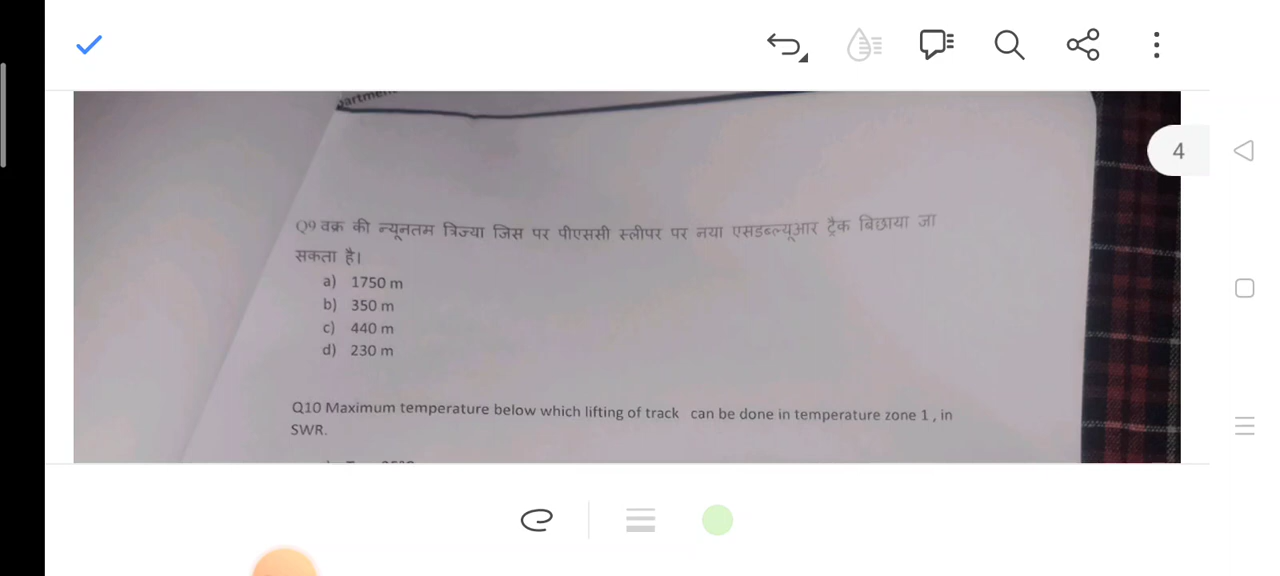 4
Q9 वक्र की न्यूनतम त्रिज्या जिस पर पीएससी स्लीपर पर नया एसडब्ल्यूआर ट्रैक बिछाया जा
सकता है।
a) 1750 m
b) 350 m
c) 440 m
d) 230 m
Q10 Maximum temperature below which lifting of track can be done in temperature zone 1 , in
SWR.